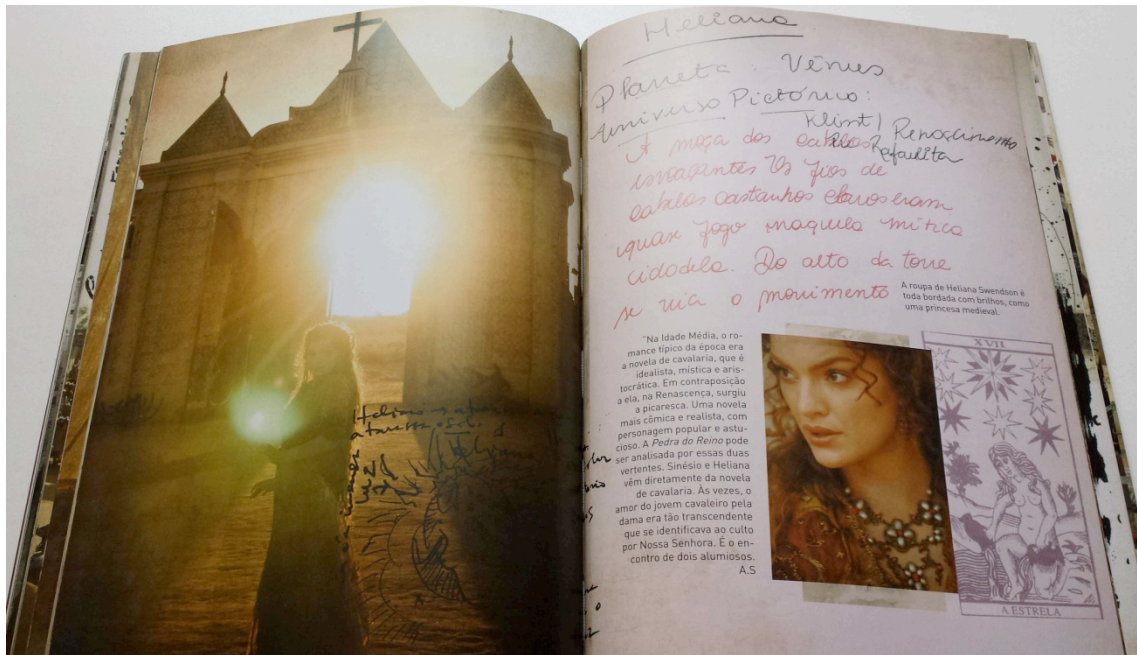 Heliana
Planeta: Vênus
Universo Pictórico:
Klimt / Renascimento
Rafaelita
A moça dos cabelos
esvoaçantes Os fios de
cabelos castanhos claros eram
quase fogo naquela mítica
cidadela. Do alto da torre
se via o movimento
A roupa de Heliana Swendson é
toda bordada com brilhos, como
uma princesa medieval.
"Na Idade Média, o ro-
mance típico da época era
a novela de cavalaria, que é
idealista, mística e aris-
tocrática. Em contraposição
a ela, na Renascença, surgiu
a picaresca. Uma novela
mais cômica e realista, com
personagem popular e astu-
cioso. A Pedra do Reino pode
ser analisada por essas duas
vertentes. Sinésio e Heliana
vêm diretamente da novela
de cavalaria. Às vezes, o
amor do jovem cavaleiro pela
dama era tão transcendente
que se identificava ao culto
por Nossa Senhora. É o en-
contro de dois alumiosos.
A.S
XVII
A ESTRELA